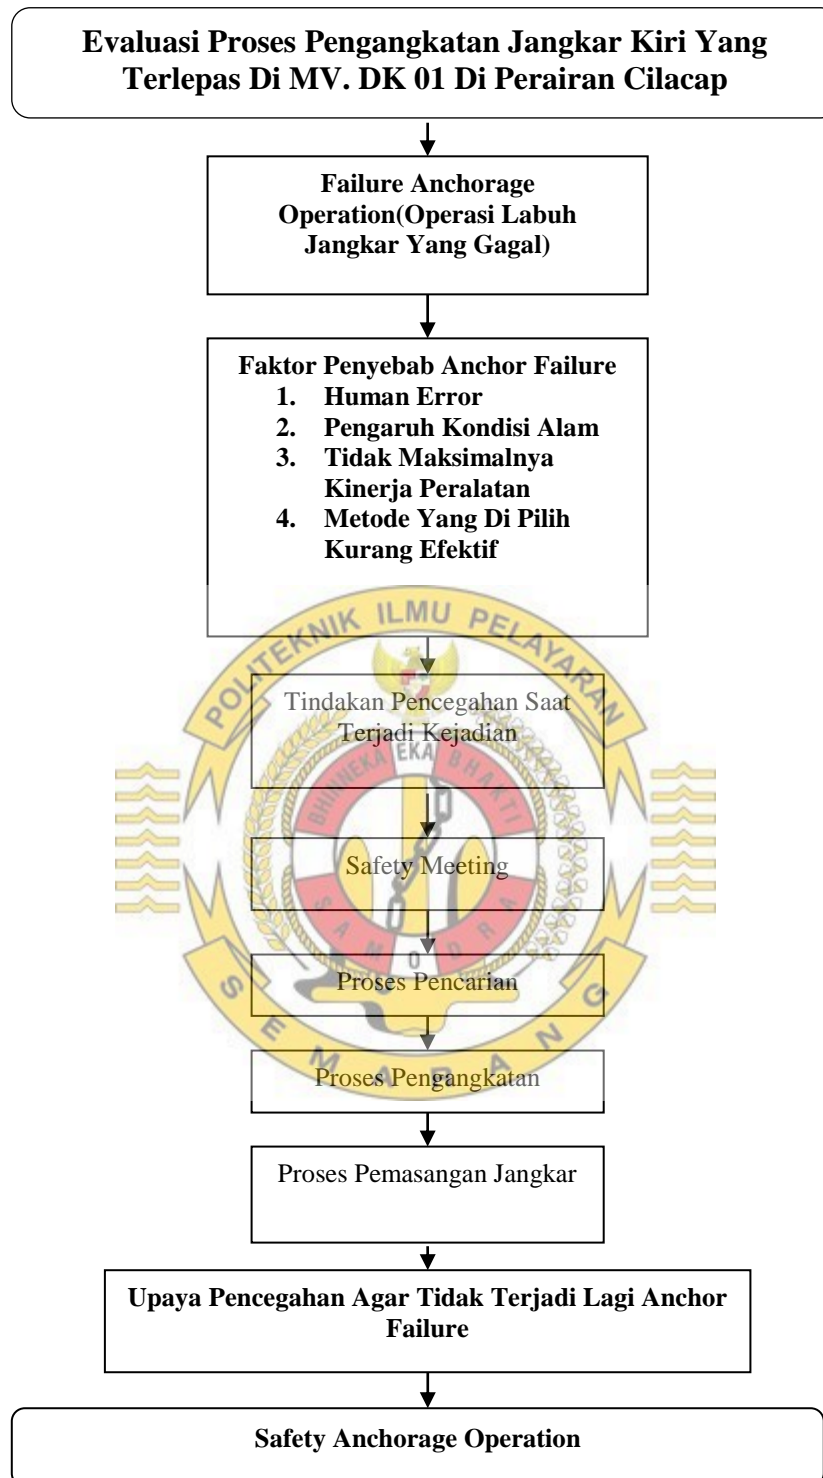 Evaluasi Proses Pengangkatan Jangkar Kiri Yang
Terlepas Di MV. DK 01 Di Perairan Cilacap
Failure Anchorage
Operation(Operasi Labuh
Jangkar Yang Gagal)
Faktor Penyebab Anchor Failure
1. Human Error
2. Pengaruh Kondisi Alam
3. Tidak Maksimalnya
Kinerja Peralatan
4. Metode Yang Di Pilih
Kurang Efektif
POLITEKNIK ILMU PELAYARAN
Tindakan Pencegahan Saat
Terjadi Kejadian
BHINNEKA EKA BHAKTI
Safety Meeting
SAMODRA
Proses Pencarian
SEMARANG
Proses Pengangkatan
Proses Pemasangan Jangkar
Upaya Pencegahan Agar Tidak Terjadi Lagi Anchor
Failure
Safety Anchorage Operation